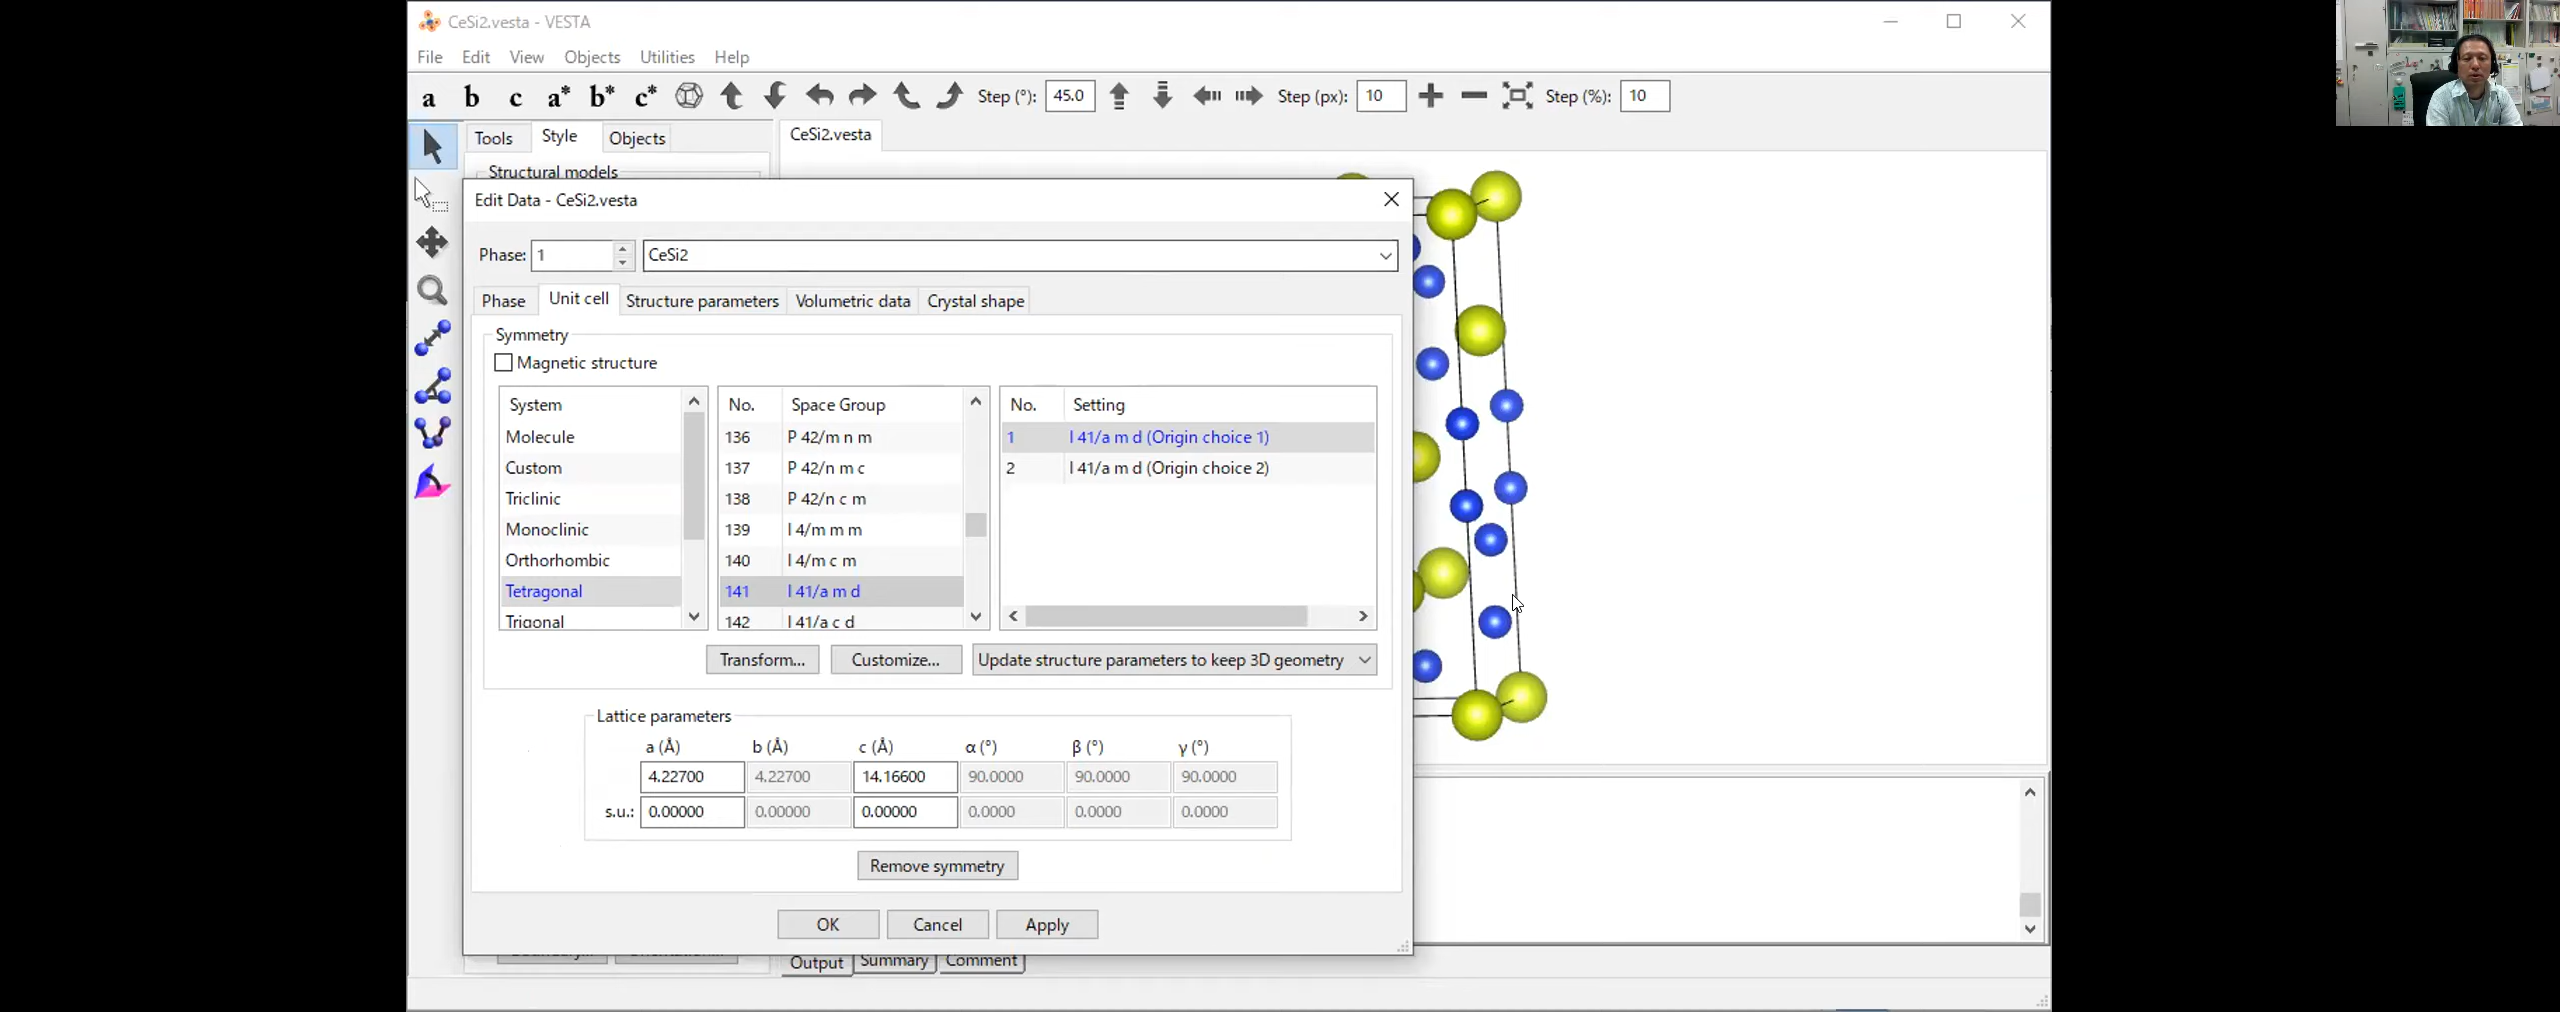 CeSi2.vesta - VESTA
File Edit View Objects Utilities Help
a b c a* b* c* Step (°): 45.0 Step (px): 10 Step (%): 10
Tools Style Objects
CeSi2.vesta
Structural models
Edit Data - CeSi2.vesta
Phase: 1 CeSi2
Phase Unit cell Structure parameters Volumetric data Crystal shape
Symmetry
Magnetic structure
System No. Space Group No. Setting
Molecule 136 P 42/m n m 1 I 41/a m d (Origin choice 1)
Custom 137 P 42/n m c 2 I 41/a m d (Origin choice 2)
Triclinic 138 P 42/n c m
Monoclinic 139 I 4/m m m
Orthorhombic 140 I 4/m c m
Tetragonal 141 I 41/a m d
Trigonal 142 I 41/a c d
Transform... Customize... Update structure parameters to keep 3D geometry
Lattice parameters
a (Å) b (Å) c (Å) α (°) β (°) γ (°)
4.22700 4.22700 14.16600 90.0000 90.0000 90.0000
s.u.: 0.00000 0.00000 0.00000 0.0000 0.0000 0.0000
Remove symmetry
OK Cancel Apply
Output Summary Comment